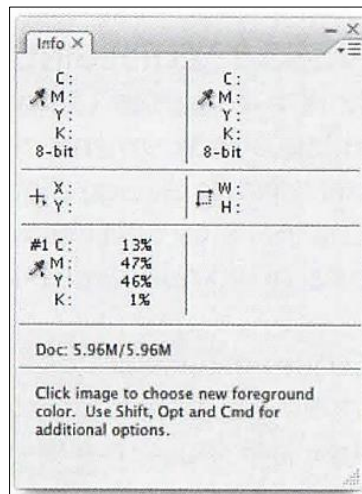 Info ×
C:
M:
Y:
K:
8-bit
C:
M:
Y:
K:
8-bit
X:
Y:
W:
H:
#1 C: 13%
M: 47%
Y: 46%
K: 1%
Doc: 5.96M/5.96M
Click image to choose new foreground
color. Use Shift, Opt and Cmd for
additional options.